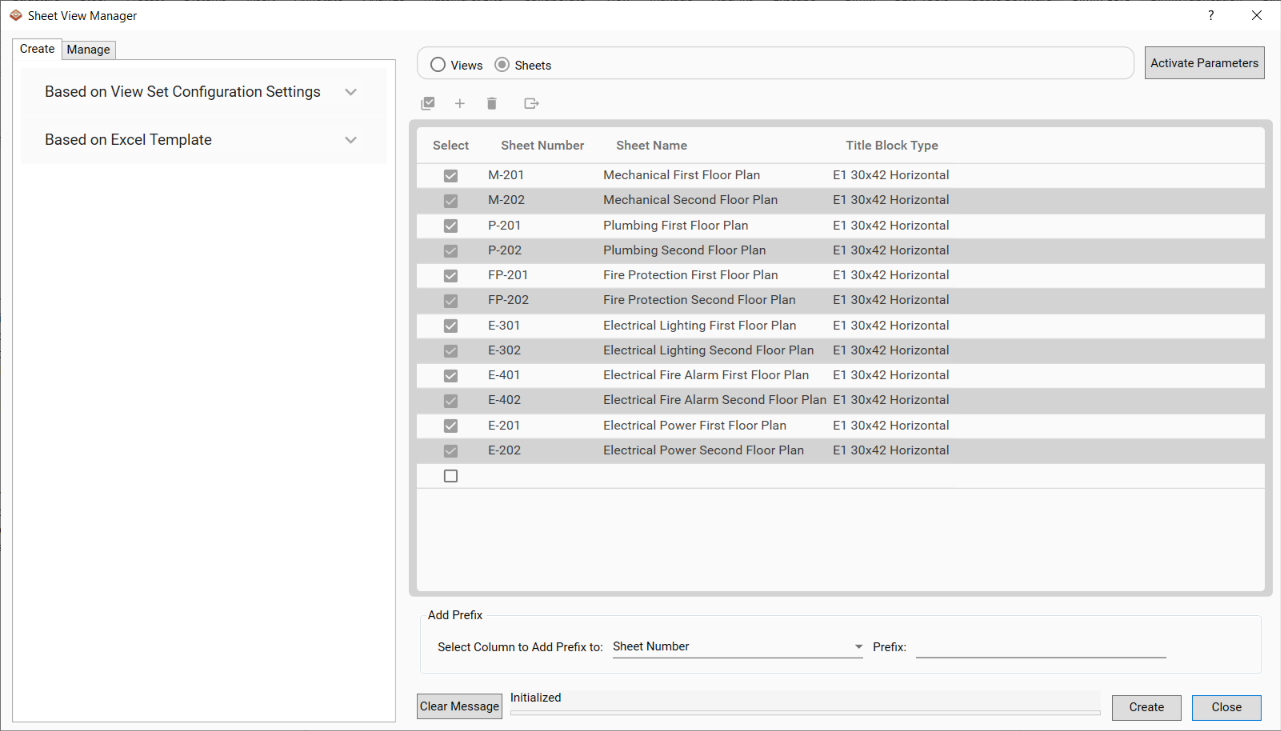 Sheet View Manager ?
Create Manage
Based on View Set Configuration Settings
Based on Excel Template
Views Sheets Activate Parameters
Select Sheet Number Sheet Name Title Block Type
M-201 Mechanical First Floor Plan E1 30x42 Horizontal
M-202 Mechanical Second Floor Plan E1 30x42 Horizontal
P-201 Plumbing First Floor Plan E1 30x42 Horizontal
P-202 Plumbing Second Floor Plan E1 30x42 Horizontal
FP-201 Fire Protection First Floor Plan E1 30x42 Horizontal
FP-202 Fire Protection Second Floor Plan E1 30x42 Horizontal
E-301 Electrical Lighting First Floor Plan E1 30x42 Horizontal
E-302 Electrical Lighting Second Floor Plan E1 30x42 Horizontal
E-401 Electrical Fire Alarm First Floor Plan E1 30x42 Horizontal
E-402 Electrical Fire Alarm Second Floor Plan E1 30x42 Horizontal
E-201 Electrical Power First Floor Plan E1 30x42 Horizontal
E-202 Electrical Power Second Floor Plan E1 30x42 Horizontal
Add Prefix
Select Column to Add Prefix to: Sheet Number Prefix:
Clear Message Initialized Create Close